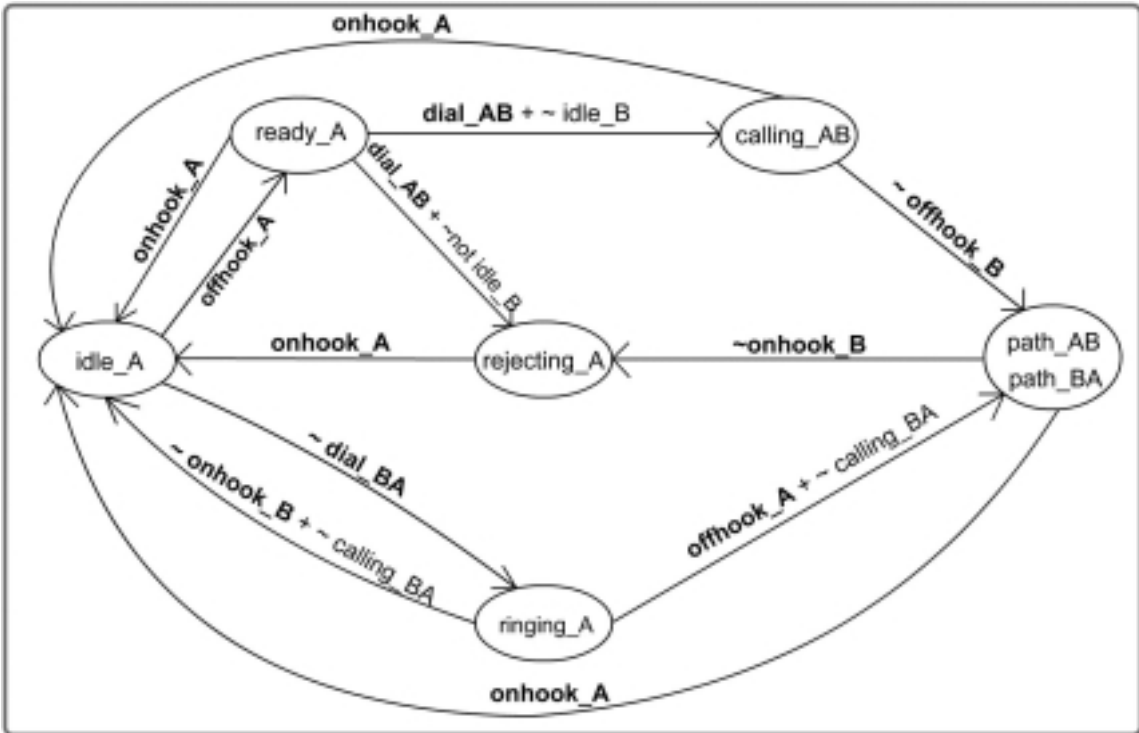 onhook_A
ready_A
dial_AB + ~ idle_B
calling_AB
onhook_A
offhook_A
dial_AB + ~not idle_B
~ offhook_B
idle_A
onhook_A
rejecting_A
~onhook_B
path_AB
path_BA
~ dial_BA
~ onhook_B + ~ calling_BA
offhook_A + ~ calling_BA
ringing_A
onhook_A